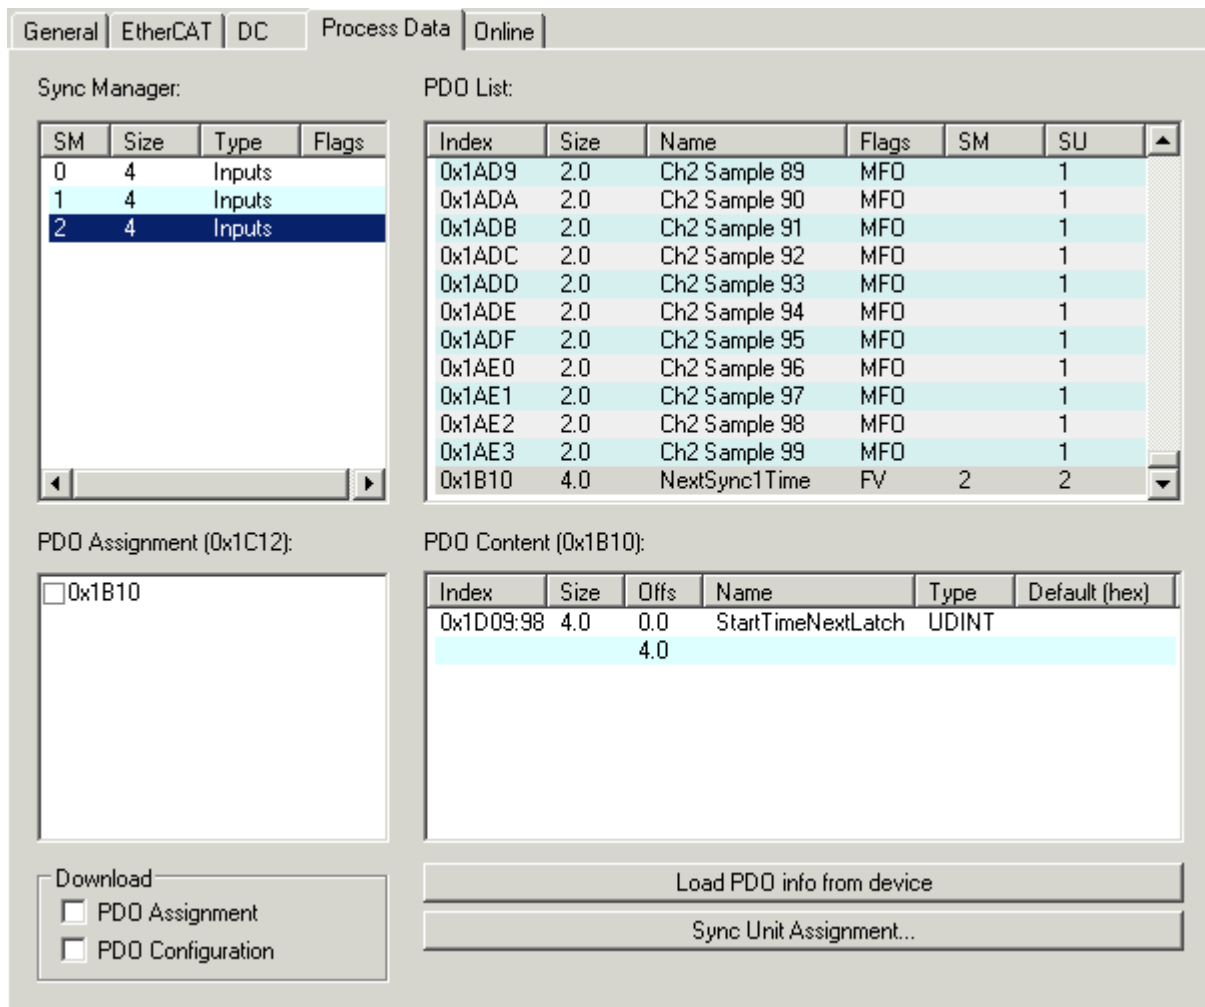 General EtherCAT DC Process Data Online
Sync Manager:
SM Size Type Flags
0 4 Inputs
1 4 Inputs
2 4 Inputs
PDO List:
Index Size Name Flags SM SU
0x1AD9 2.0 Ch2 Sample 89 MFO 1
0x1ADA 2.0 Ch2 Sample 90 MFO 1
0x1ADB 2.0 Ch2 Sample 91 MFO 1
0x1ADC 2.0 Ch2 Sample 92 MFO 1
0x1ADD 2.0 Ch2 Sample 93 MFO 1
0x1ADE 2.0 Ch2 Sample 94 MFO 1
0x1ADF 2.0 Ch2 Sample 95 MFO 1
0x1AE0 2.0 Ch2 Sample 96 MFO 1
0x1AE1 2.0 Ch2 Sample 97 MFO 1
0x1AE2 2.0 Ch2 Sample 98 MFO 1
0x1AE3 2.0 Ch2 Sample 99 MFO 1
0x1B10 4.0 NextSync1Time FV 2 2
PDO Assignment (0x1C12):
0x1B10
PDO Content (0x1B10):
Index Size Offs Name Type Default (hex)
0x1D09:98 4.0 0.0 StartTimeNextLatch UDINT
4.0
Download
PDO Assignment
PDO Configuration
Load PDO info from device
Sync Unit Assignment...